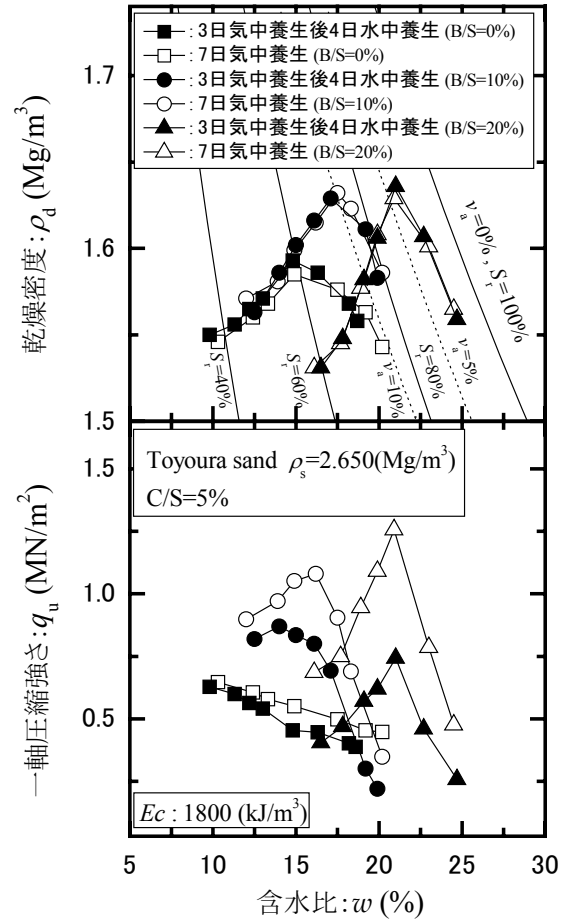 1.7
1.6
1.5
乾燥密度:ρd (Mg/m³)
: 3日気中養生後4日水中養生 (B/S=0%)
: 7日気中養生 (B/S=0%)
: 3日気中養生後4日水中養生 (B/S=10%)
: 7日気中養生 (B/S=10%)
: 3日気中養生後4日水中養生 (B/S=20%)
: 7日気中養生 (B/S=20%)
Sr=40%
Sr=60%
va=10%
Sr=80%
va=5%
va=0% , Sr=100%
Toyoura sand ρs=2.650(Mg/m³)
C/S=5%
1.5
1.0
0.5
一軸圧縮強さ:qu (MN/m²)
Ec : 1800 (kJ/m³)
5 10 15 20 25 30
含水比:w (%)